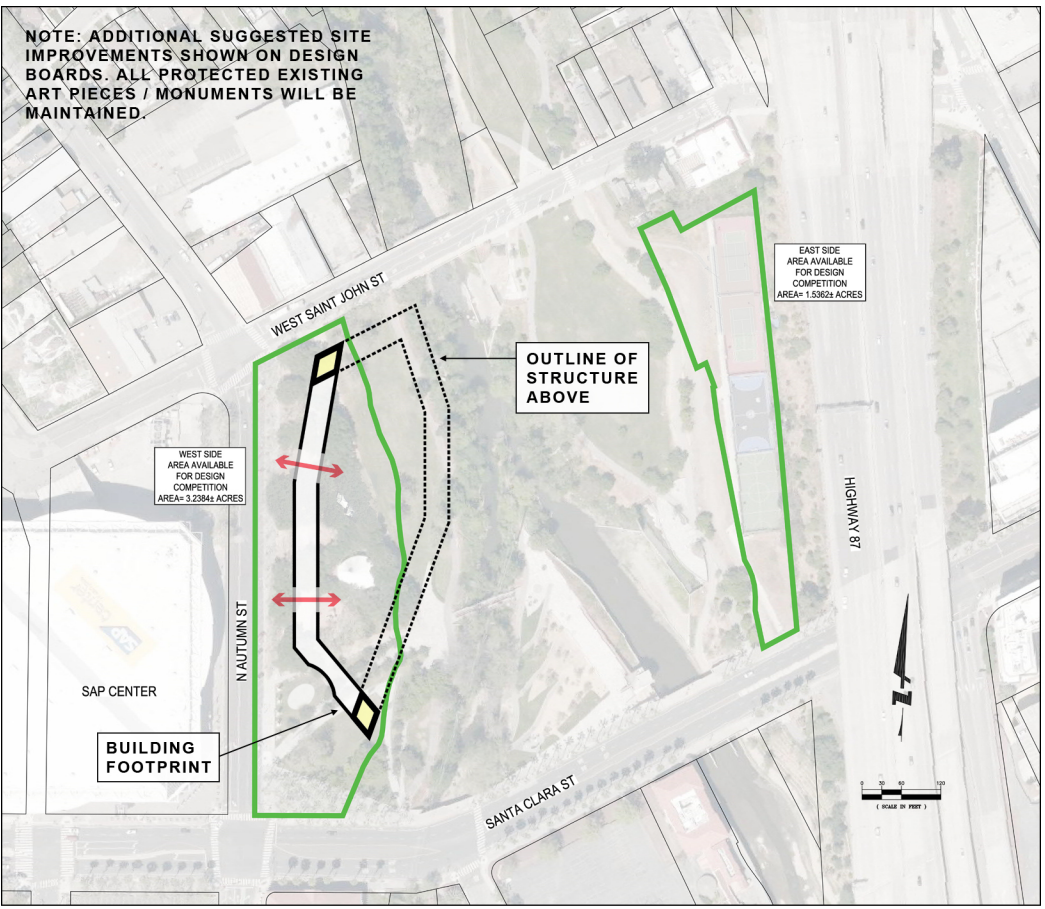 NOTE: ADDITIONAL SUGGESTED SITE
IMPROVEMENTS SHOWN ON DESIGN
BOARDS. ALL PROTECTED EXISTING
ART PIECES / MONUMENTS WILL BE
MAINTAINED.
EAST SIDE
AREA AVAILABLE
FOR DESIGN
COMPETITION
AREA= 1.5362± ACRES
WEST SAINT JOHN ST
OUTLINE OF
STRUCTURE
ABOVE
WEST SIDE
AREA AVAILABLE
FOR DESIGN
COMPETITION
AREA= 3.2384± ACRES
HIGHWAY 87
N AUTUMN ST
SAP
SAP CENTER
BUILDING
FOOTPRINT
SANTA CLARA ST
0 30 60 120
( SCALE IN FEET )